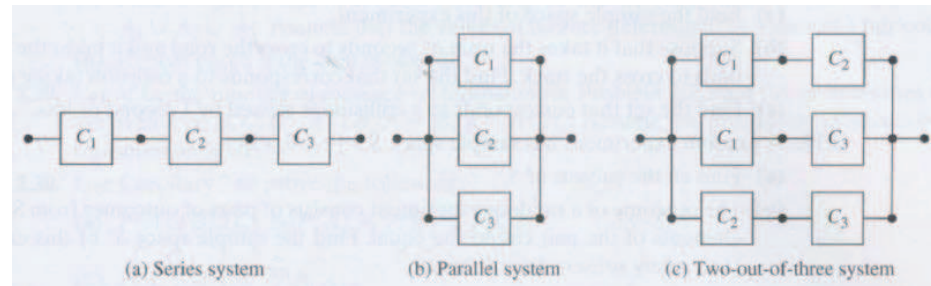 C₁ C₁ C₂
C₁ C₂ C₃ C₂ C₁ C₃
C₃ C₂ C₃
(a) Series system (b) Parallel system (c) Two-out-of-three system